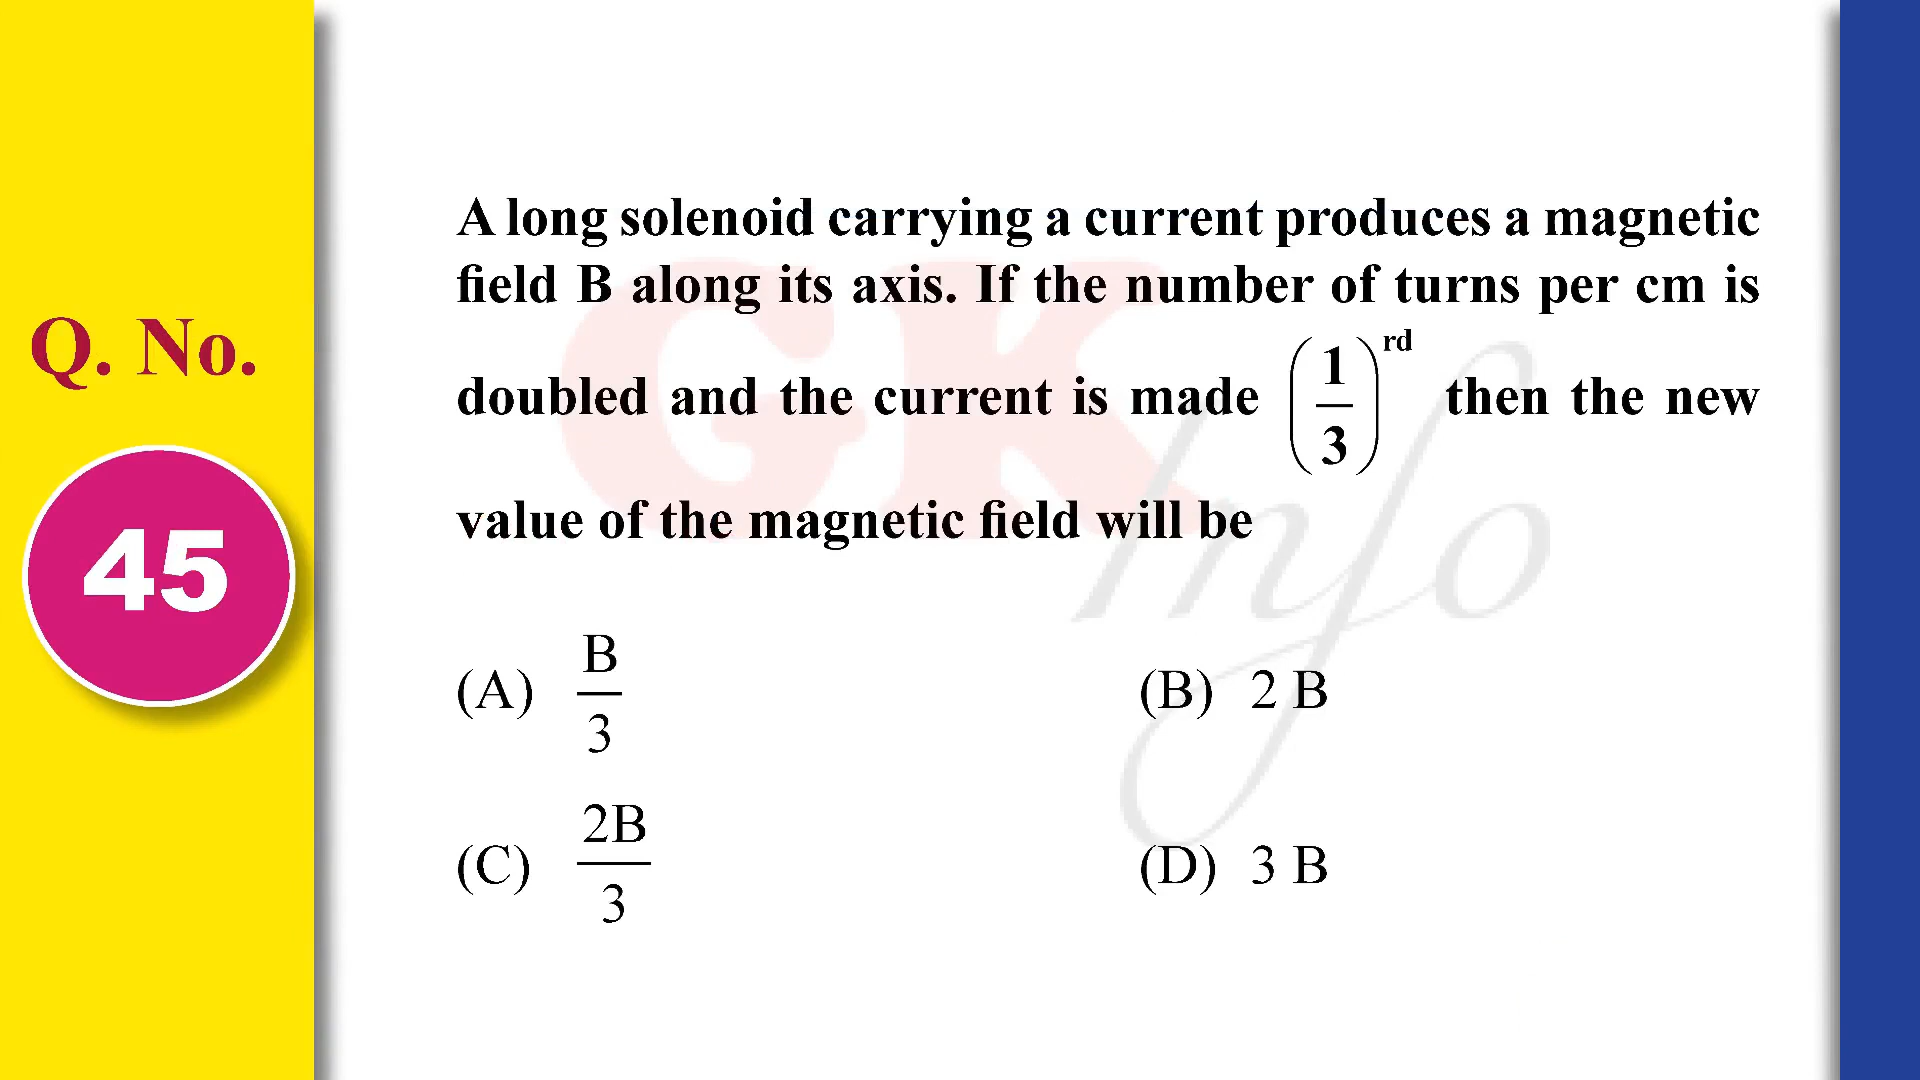 Q. No.
45
A long solenoid carrying a current produces a magnetic
field B along its axis. If the number of turns per cm is
doubled and the current is made (1/3)rd then the new
value of the magnetic field will be
(A) B/3 (B) 2 B
(C) 2B/3 (D) 3 B
GK Info